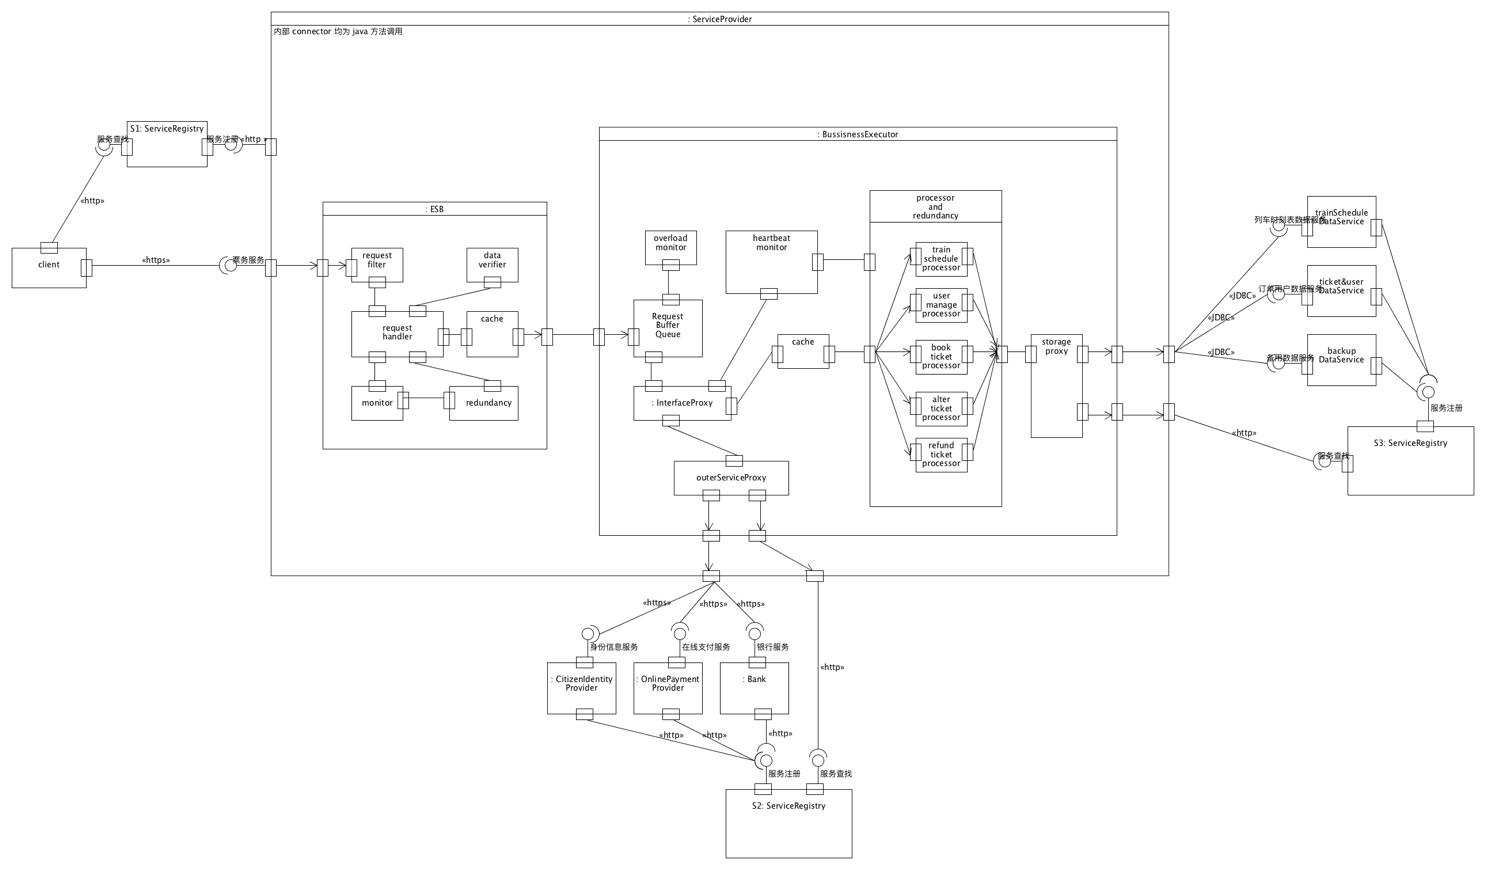 : ServiceProvider
内部 connector 均为 java 方法调用
S1: ServiceRegistry
服务查找
服务注册
«http »
«http»
client
«https»
票务服务
: ESB
request
filter
data
verifier
request
handler
cache
monitor
redundancy
: BussisnessExecutor
overload
monitor
heartbeat
monitor
Request
Buffer
Queue
: InterfaceProxy
cache
outerServiceProxy
processor
and
redundancy
train
schedule
processor
user
manage
processor
book
ticket
processor
alter
ticket
processor
refund
ticket
processor
storage
proxy
列车时刻表数据服务
trainSchedule
DataService
«JDBC»
订单用户数据服务
ticket&user
DataService
«JDBC»
备用数据服务
backup
DataService
«JDBC»
服务注册
«http»
服务查找
S3: ServiceRegistry
«https»
«https»
«https»
身份信息服务
在线支付服务
银行服务
: CitizenIdentity
Provider
: OnlinePayment
Provider
: Bank
«http»
«http»
«http»
«http»
服务注册
服务查找
S2: ServiceRegistry